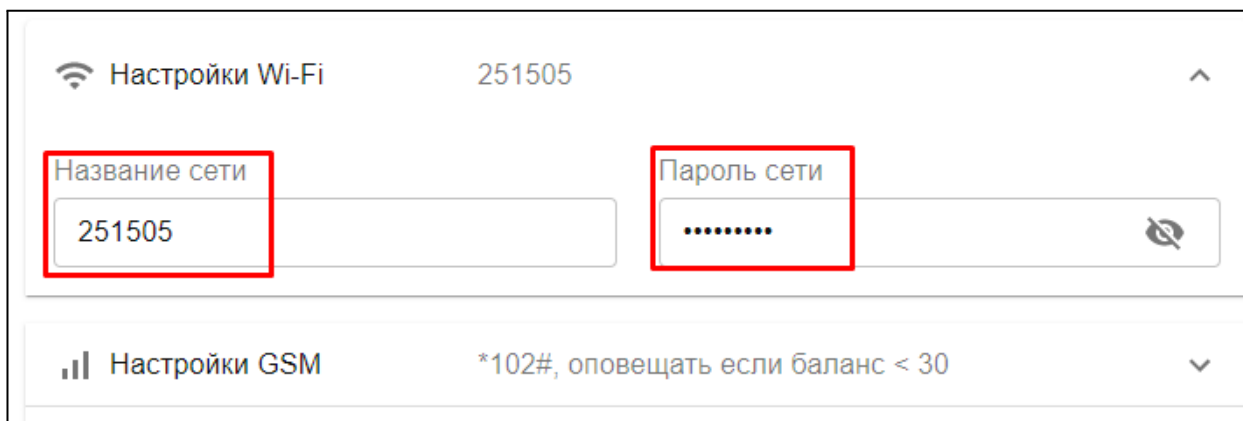 Настройки Wi-Fi 251505
Название сети Пароль сети
251505 •••••••••
Настройки GSM *102#, оповещать если баланс < 30